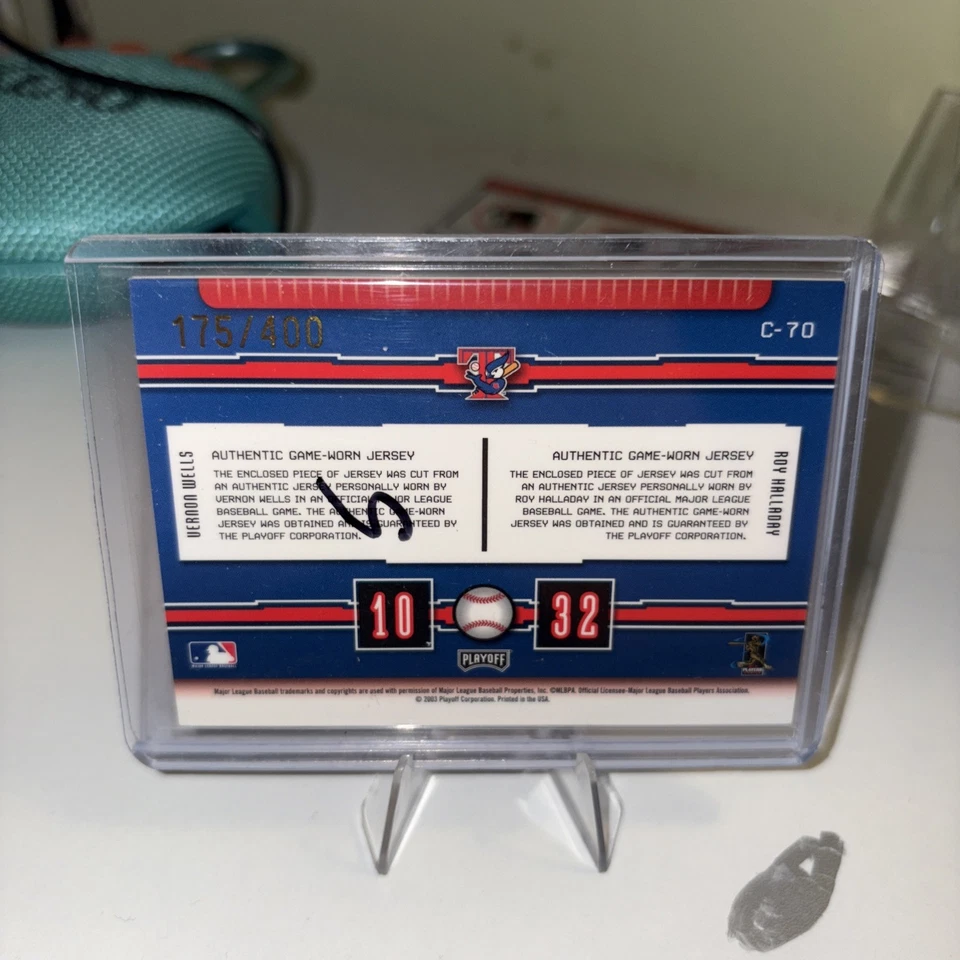 175/400
C-70
VERNON WELLS
AUTHENTIC GAME-WORN JERSEY
THE ENCLOSED PIECE OF JERSEY WAS CUT FROM
AN AUTHENTIC JERSEY PERSONALLY WORN BY
VERNON WELLS IN AN OFFICIAL MAJOR LEAGUE
BASEBALL GAME. THE AUTHENTIC GAME-WORN
JERSEY WAS OBTAINED AND IS GUARANTEED BY
THE PLAYOFF CORPORATION.
AUTHENTIC GAME-WORN JERSEY
THE ENCLOSED PIECE OF JERSEY WAS CUT FROM
AN AUTHENTIC JERSEY PERSONALLY WORN BY
ROY HALLADAY IN AN OFFICIAL MAJOR LEAGUE
BASEBALL GAME. THE AUTHENTIC GAME-WORN
JERSEY WAS OBTAINED AND IS GUARANTEED BY
THE PLAYOFF CORPORATION.
ROY HALLADAY
10
32
PLAYOFF
Major League Baseball trademarks and copyrights are used with permission of Major League Baseball Properties, Inc. ©MLBPA. Official Licensee-Major League Baseball Players Association.
© 2003 Playoff Corporation. Printed in the USA.